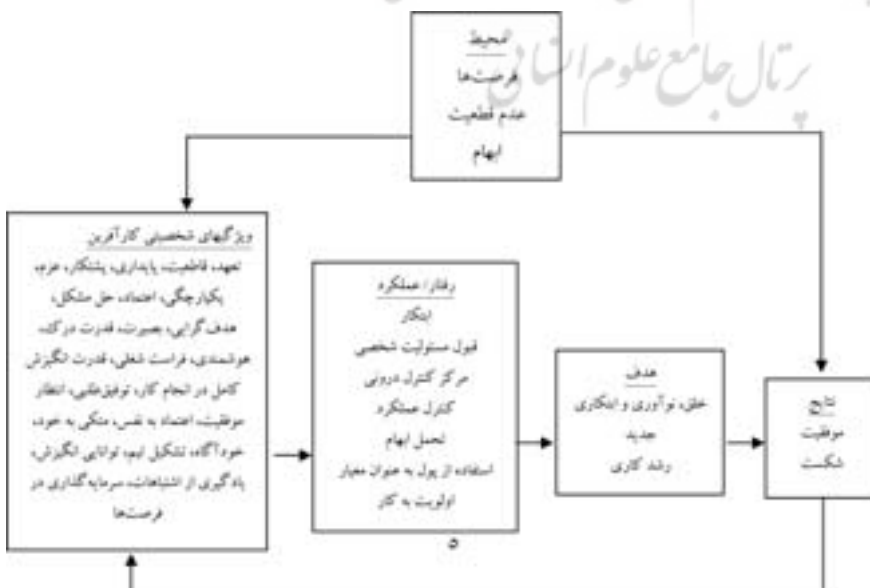 پرتال جامع علوم انسانی
محیط
فرصت‌ها
عدم قطعیت
ابهام
ویژگیهای شخصیتی کارآفرین
تعهد، قاطعیت، پایداری، پشتکار، عزم،
یکپارچگی، اعتماد، حل مشکل،
هدف‌گرایی، بصیرت، قدرت درک،
هوشمندی، فراست شغلی، قدرت انگیزش
کامل در انجام کار، توفیق‌طلبی، انتظار
موفقیت، اعتماد به نفس، متکی به خود،
خودآگاه، تشکیل تیم، توانایی انگیزش،
یادگیری از اشتباهات، سرمایه‌گذاری در
فرصت‌ها
رفتار/ عملکرد
ابتکار
قبول مسئولیت شخصی
مرکز کنترل درونی
کنترل عملکرد
تحمل ابهام
استفاده از پول به عنوان معیار
اولویت به کار
۵
هدف
خلق، نوآوری و ابتکاری
جدید
رشد کاری
نتایج
موفقیت
شکست